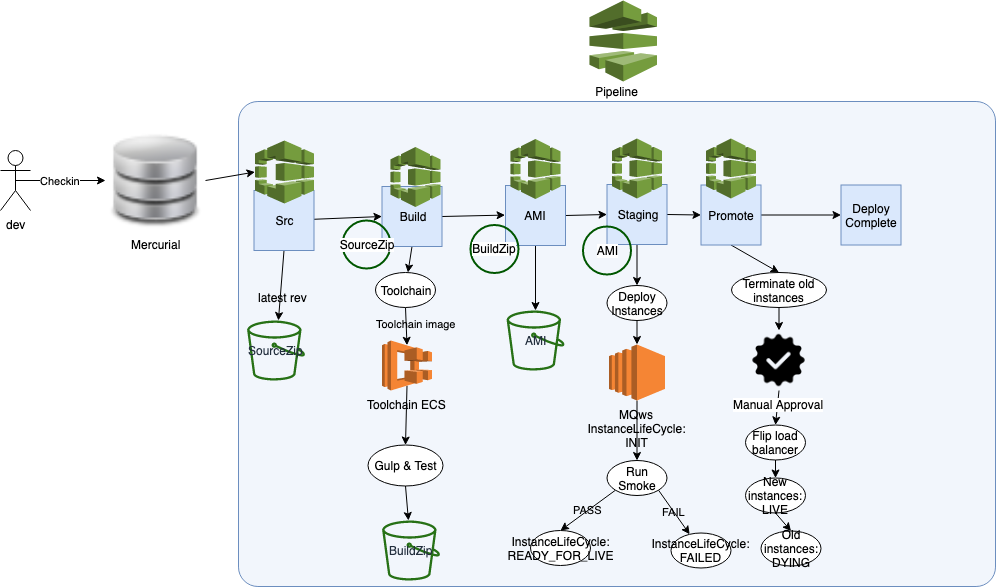 Pipeline
Checkin
dev
Mercurial
Src
Build
AMI
Staging
Promote
Deploy
Complete
SourceZip
BuildZip
AMI
latest rev
SourceZip
Toolchain
Toolchain image
Toolchain ECS
Gulp & Test
BuildZip
AMI
Deploy
Instances
MQws
InstanceLifeCycle:
INIT
Run
Smoke
PASS
FAIL
InstanceLifeCycle:
READY_FOR_LIVE
InstanceLifeCycle:
FAILED
Terminate old
instances
Manual Approval
Flip load
balancer
New
instances:
LIVE
Old
instances:
DYING